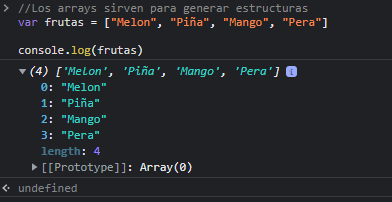 //Los arrays sirven para generar estructuras
var frutas = ["Melon", "Piña", "Mango", "Pera"]
console.log(frutas)
(4) ['Melon', 'Piña', 'Mango', 'Pera'] i
0: "Melon"
1: "Piña"
2: "Mango"
3: "Pera"
length: 4
[[Prototype]]: Array(0)
undefined